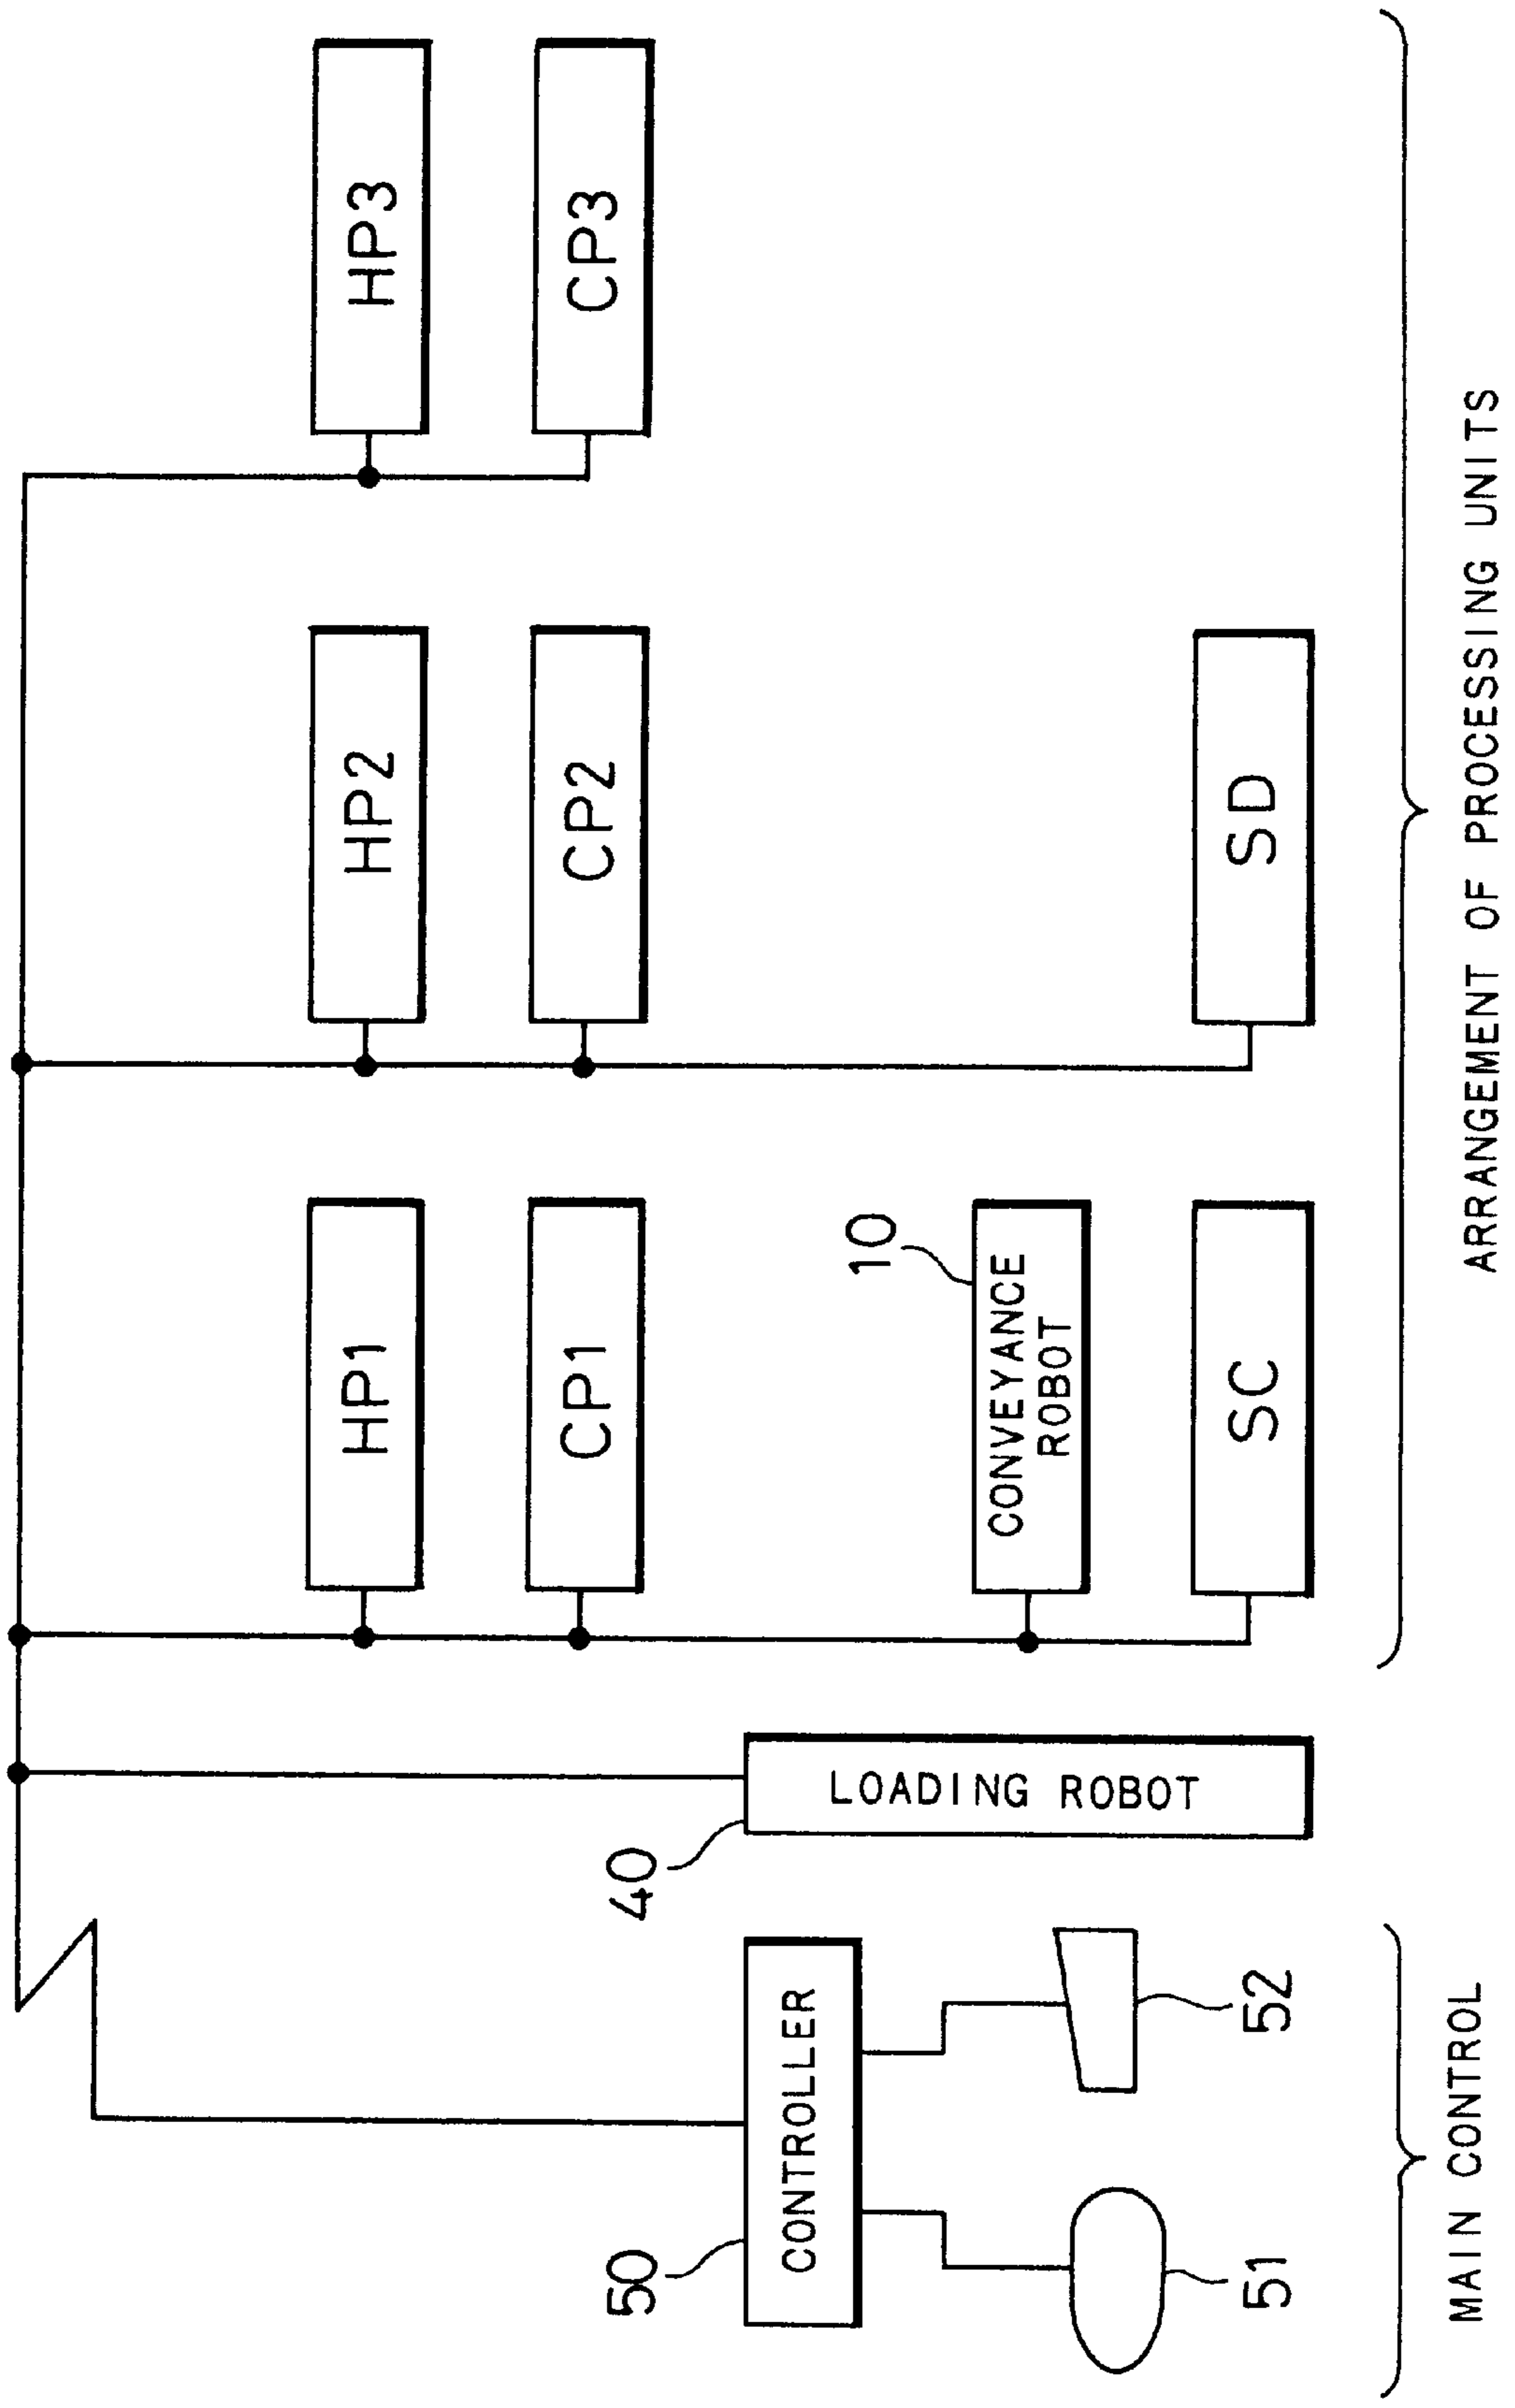 HP1
HP2
HP3
CP1
CP2
CP3
50
CONTROLLER
40
LOADING ROBOT
10
CONVEYANCE
ROBOT
SC
SD
51
52
MAIN CONTROL
ARRANGEMENT OF PROCESSING UNITS